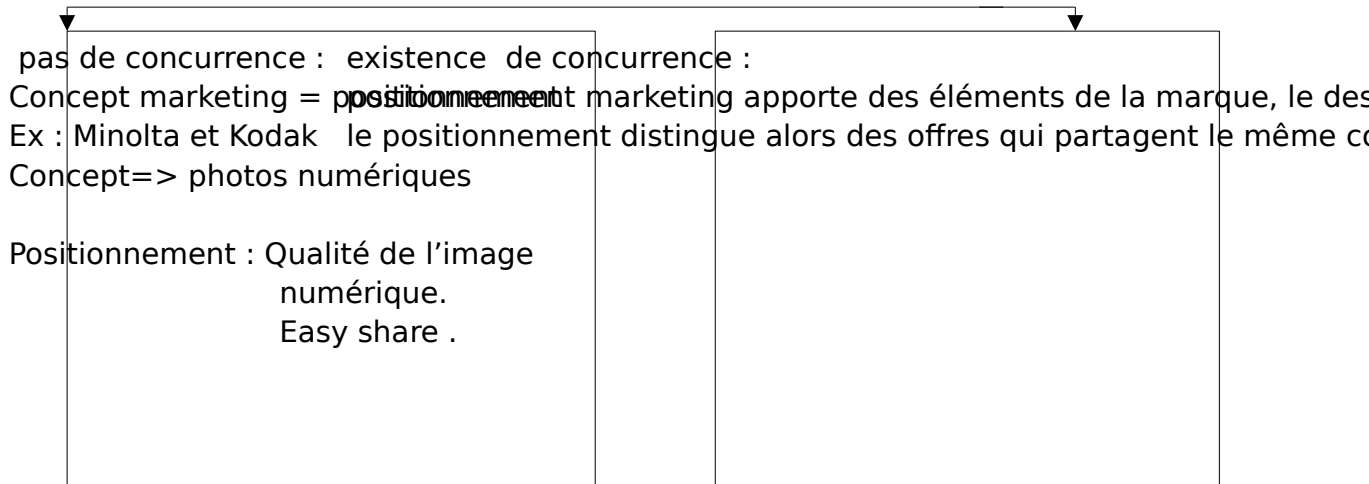 pas de concurrence :
Concept marketing = positionnement
Ex : Minolta et Kodak
Concept=> photos numériques
Positionnement : Qualité de l’image
numérique.
Easy share .
existence de concurrence :
positionnement marketing apporte des éléments de la marque, le des
le positionnement distingue alors des offres qui partagent le même co